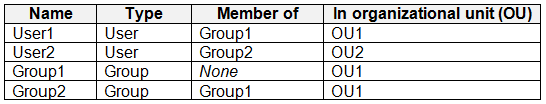 Name Type Member of In organizational unit (OU)
User1 User Group1 OU1
User2 User Group2 OU2
Group1 Group None OU1
Group2 Group Group1 OU1